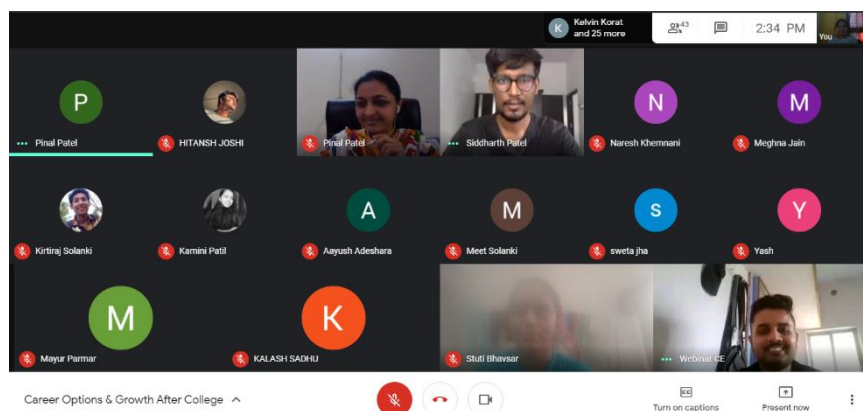 K
Kelvin Korat
and 25 more
43
2:34 PM
You
P
Pinal Patel
HITANSH JOSHI
Pinal Patel
Siddharth Patel
N
Naresh Khemnani
M
Meghna Jain
Kirtiraj Solanki
Kamini Patil
A
Aayush Adeshara
M
Meet Solanki
s
sweta jha
Y
Yash
M
Mayur Parmar
K
KALASH SADHU
Stuti Bhavsar
Webinar CE
Career Options & Growth After College
CC
Turn on captions
Present now